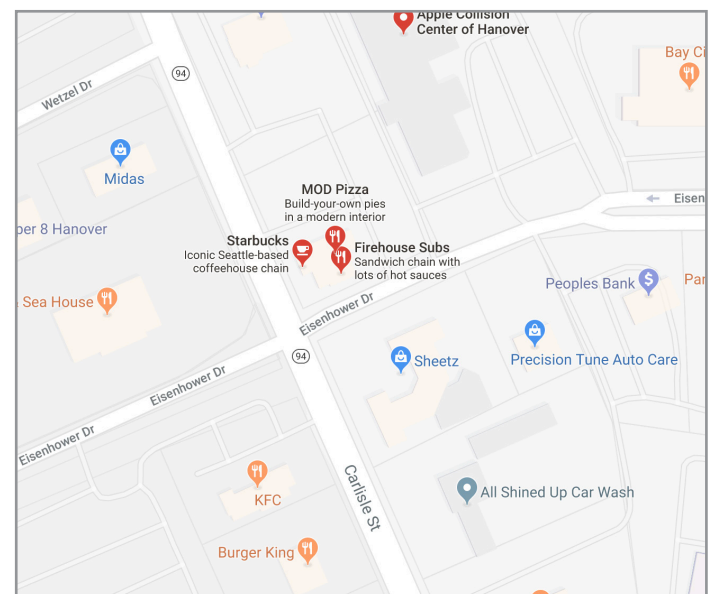 Apple Collision
Center of Hanover
Bay Ci
94
Wetzel Dr
Midas
MOD Pizza
Build-your-own pies
in a modern interior
Eisen
per 8 Hanover
Starbucks
Iconic Seattle-based
coffeehouse chain
Firehouse Subs
Sandwich chain with
lots of hot sauces
Peoples Bank
$
Par
Sea House
Eisenhower Dr
94
Sheetz
Precision Tune Auto Care
Eisenhower Dr
Eisenhower Dr
KFC
Carlisle St
All Shined Up Car Wash
Burger King